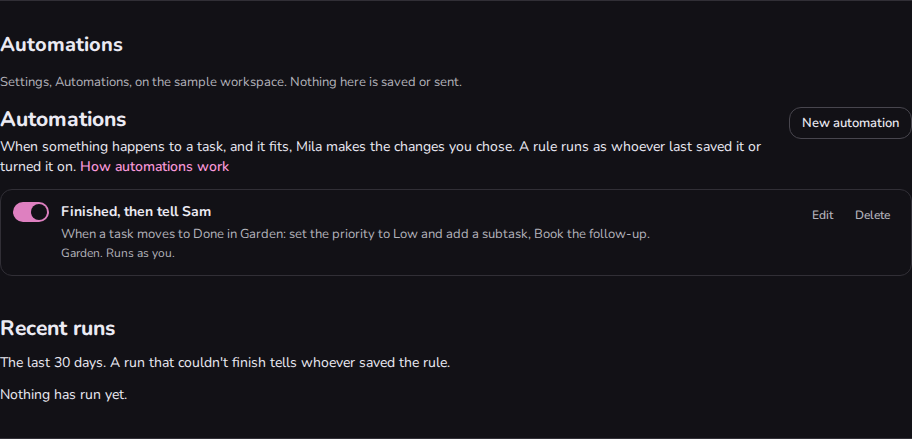 Automations
Settings, Automations, on the sample workspace. Nothing here is saved or sent.
Automations
New automation
When something happens to a task, and it fits, Mila makes the changes you chose. A rule runs as whoever last saved it or
turned it on. How automations work
Finished, then tell Sam
Edit
Delete
When a task moves to Done in Garden: set the priority to Low and add a subtask, Book the follow-up.
Garden. Runs as you.
Recent runs
The last 30 days. A run that couldn't finish tells whoever saved the rule.
Nothing has run yet.